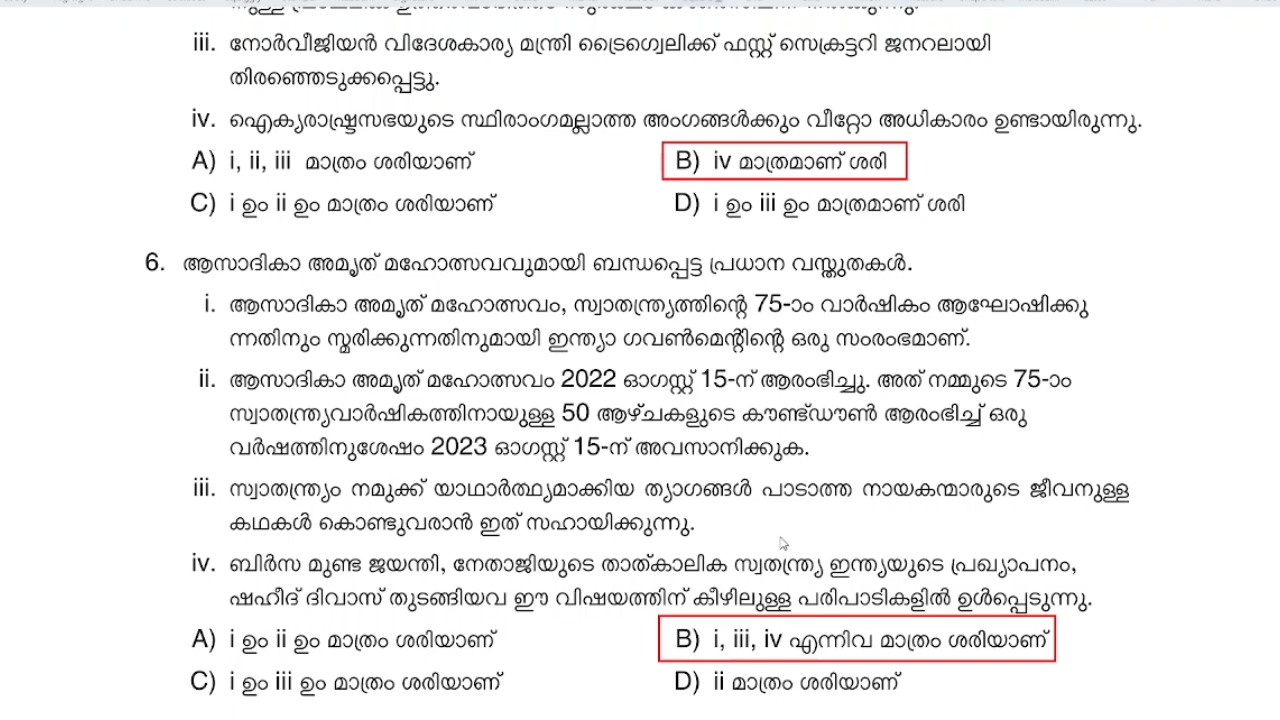 iii. നോർവീജിയൻ വിദേശകാര്യ മന്ത്രി ട്രൈഗ്വെലിക്ക് ഫസ്റ്റ് സെക്രട്ടറി ജനറലായി
തിരഞ്ഞെടുക്കപ്പെട്ടു.
iv. ഐക്യരാഷ്ട്രസഭയുടെ സ്ഥിരാംഗമല്ലാത്ത അംഗങ്ങൾക്കും വീറ്റോ അധികാരം ഉണ്ടായിരുന്നു.
A) i, ii, iii മാത്രം ശരിയാണ് B) iv മാത്രമാണ് ശരി
C) i ഉം ii ഉം മാത്രം ശരിയാണ് D) i ഉം iii ഉം മാത്രമാണ് ശരി
6. ആസാദികാ അമൃത് മഹോത്സവവുമായി ബന്ധപ്പെട്ട പ്രധാന വസ്തുതകൾ.
i. ആസാദികാ അമൃത് മഹോത്സവം, സ്വാതന്ത്ര്യത്തിന്റെ 75-ാം വാർഷികം ആഘോഷിക്കു
ന്നതിനും സ്മരിക്കുന്നതിനുമായി ഇന്ത്യാ ഗവൺമെന്റിന്റെ ഒരു സംരംഭമാണ്.
ii. ആസാദികാ അമൃത് മഹോത്സവം 2022 ഓഗസ്റ്റ് 15-ന് ആരംഭിച്ചു. അത് നമ്മുടെ 75-ാം
സ്വാതന്ത്ര്യവാർഷികത്തിനായുള്ള 50 ആഴ്ചകളുടെ കൗണ്ട്ഡൗൺ ആരംഭിച്ച് ഒരു
വർഷത്തിനുശേഷം 2023 ഓഗസ്റ്റ് 15-ന് അവസാനിക്കുക.
iii. സ്വാതന്ത്ര്യം നമുക്ക് യാഥാർത്ഥ്യമാക്കിയ ത്യാഗങ്ങൾ പാടാത്ത നായകന്മാരുടെ ജീവനുള്ള
കഥകൾ കൊണ്ടുവരാൻ ഇത് സഹായിക്കുന്നു.
iv. ബിർസ മുണ്ട ജയന്തി, നേതാജിയുടെ താത്കാലിക സ്വതന്ത്ര്യ ഇന്ത്യയുടെ പ്രഖ്യാപനം,
ഷഹീദ് ദിവാസ് തുടങ്ങിയവ ഈ വിഷയത്തിന് കീഴിലുള്ള പരിപാടികളിൽ ഉൾപ്പെടുന്നു.
A) i ഉം ii ഉം മാത്രം ശരിയാണ് B) i, iii, iv എന്നിവ മാത്രം ശരിയാണ്
C) i ഉം iii ഉം മാത്രം ശരിയാണ് D) ii മാത്രം ശരിയാണ്